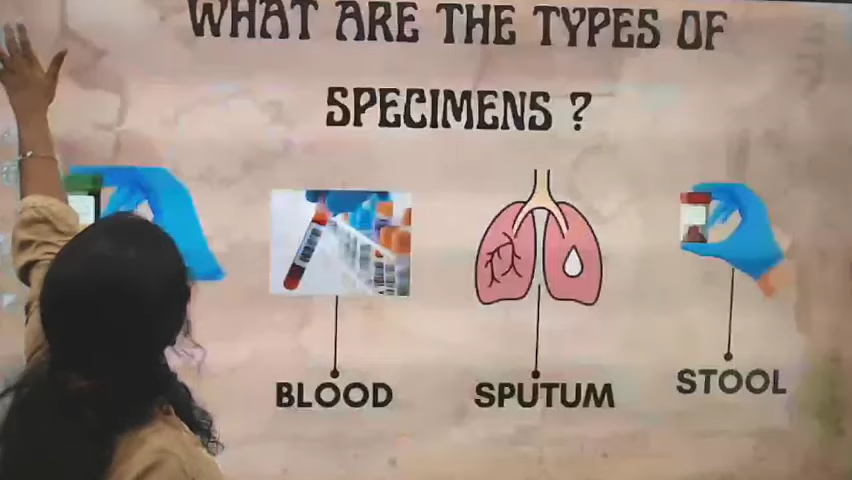 WHAT ARE THE TYPES OF
SPECIMENS ?
BLOOD
SPUTUM
STOOL